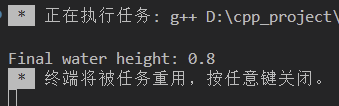 * 正在执行任务: g++ D:\cpp_project\
Final water height: 0.8
* 终端将被任务重用，按任意键关闭。